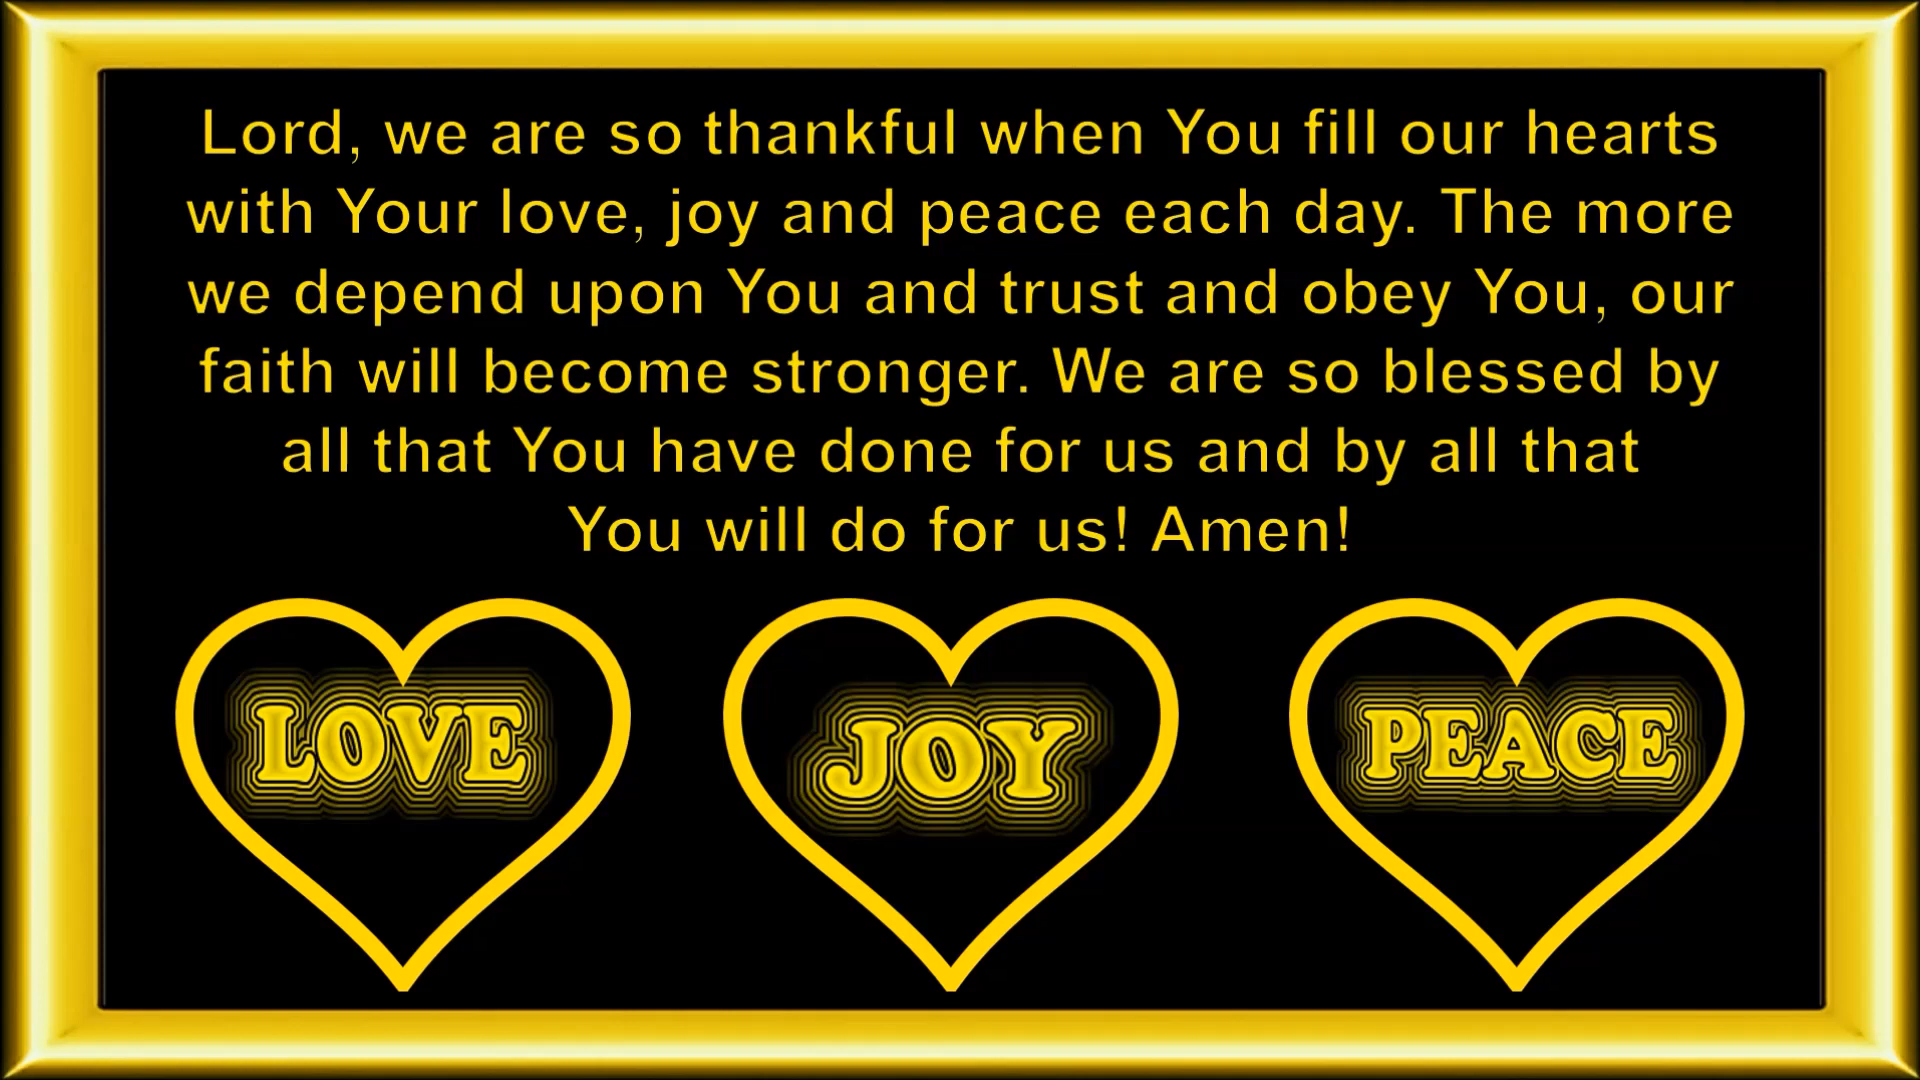 Lord, we are so thankful when You fill our hearts
with Your love, joy and peace each day. The more
we depend upon You and trust and obey You, our
faith will become stronger. We are so blessed by
all that You have done for us and by all that
You will do for us! Amen!
LOVE
JOY
PEACE